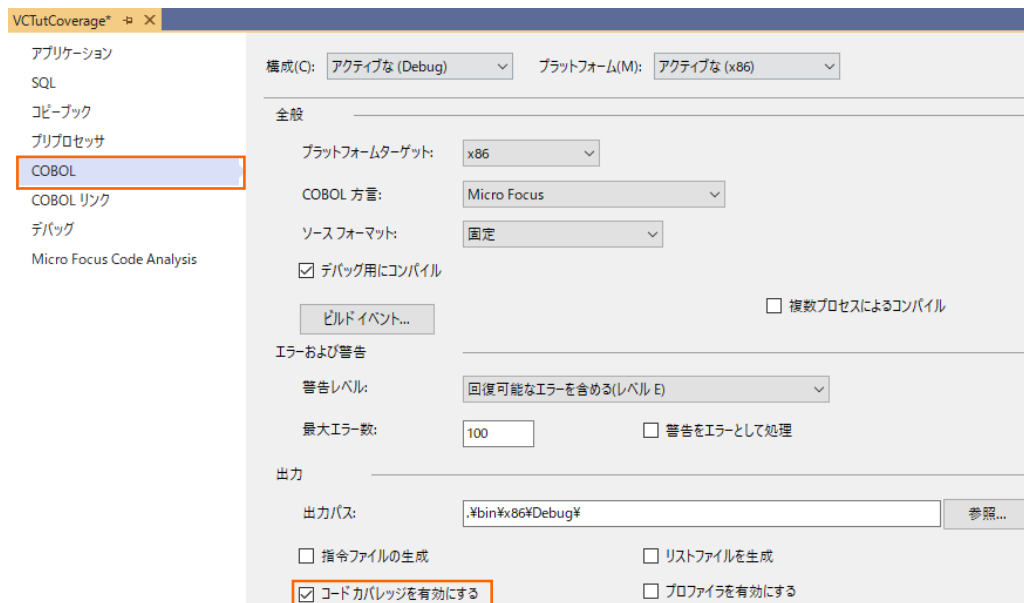 VCTutCoverage*
アプリケーション
SQL
コピーブック
プリプロセッサ
COBOL
COBOL リンク
デバッグ
Micro Focus Code Analysis
構成(C): アクティブな (Debug) プラットフォーム(M): アクティブな (x86)
全般
プラットフォームターゲット: x86
COBOL 方言: Micro Focus
ソース フォーマット: 固定
デバッグ用にコンパイル
ビルド イベント... 複数プロセスによるコンパイル
エラーおよび警告
警告レベル: 回復可能なエラーを含める(レベル E)
最大エラー数: 100 警告をエラーとして処理
出力
出力パス: .¥bin¥x86¥Debug¥ 参照...
指令ファイルの生成 リストファイルを生成
コード カバレッジを有効にする プロファイラを有効にする